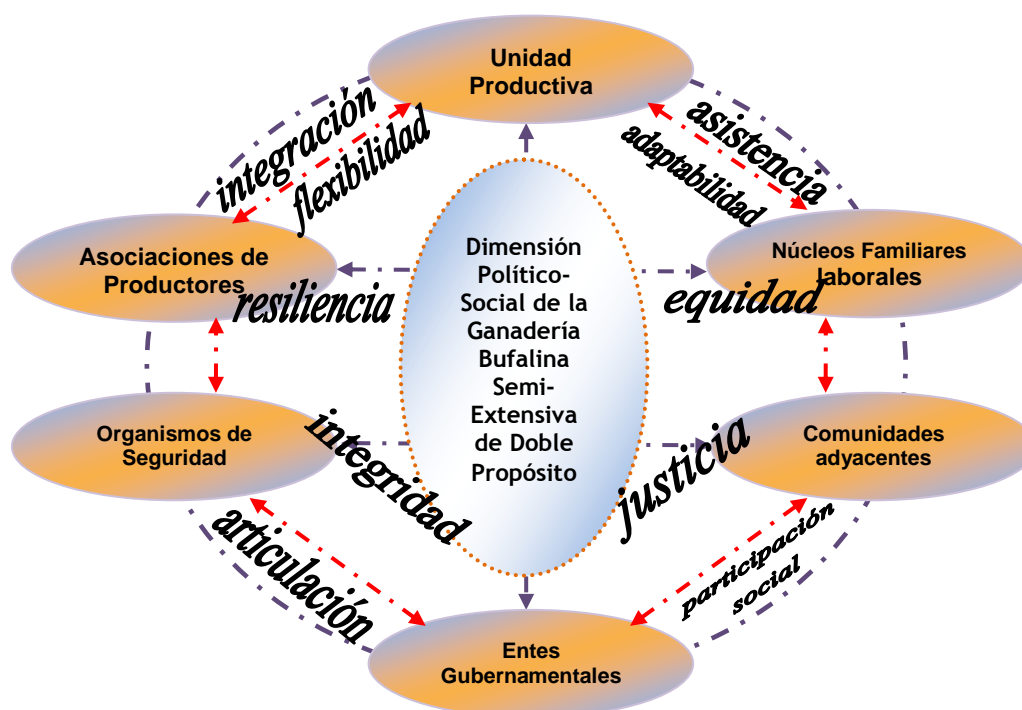 Unidad
Productiva
integración
flexibilidad
asistencia
adaptabilidad
Asociaciones de
Productores
Núcleos Familiares
laborales
resiliencia
equidad
Dimensión
Político-
Social de la
Ganadería
Bufalina
Semi-
Extensiva
de Doble
Propósito
Organismos de
Seguridad
Comunidades
adyacentes
integridad
justicia
articulación
participación
social
Entes
Gubernamentales